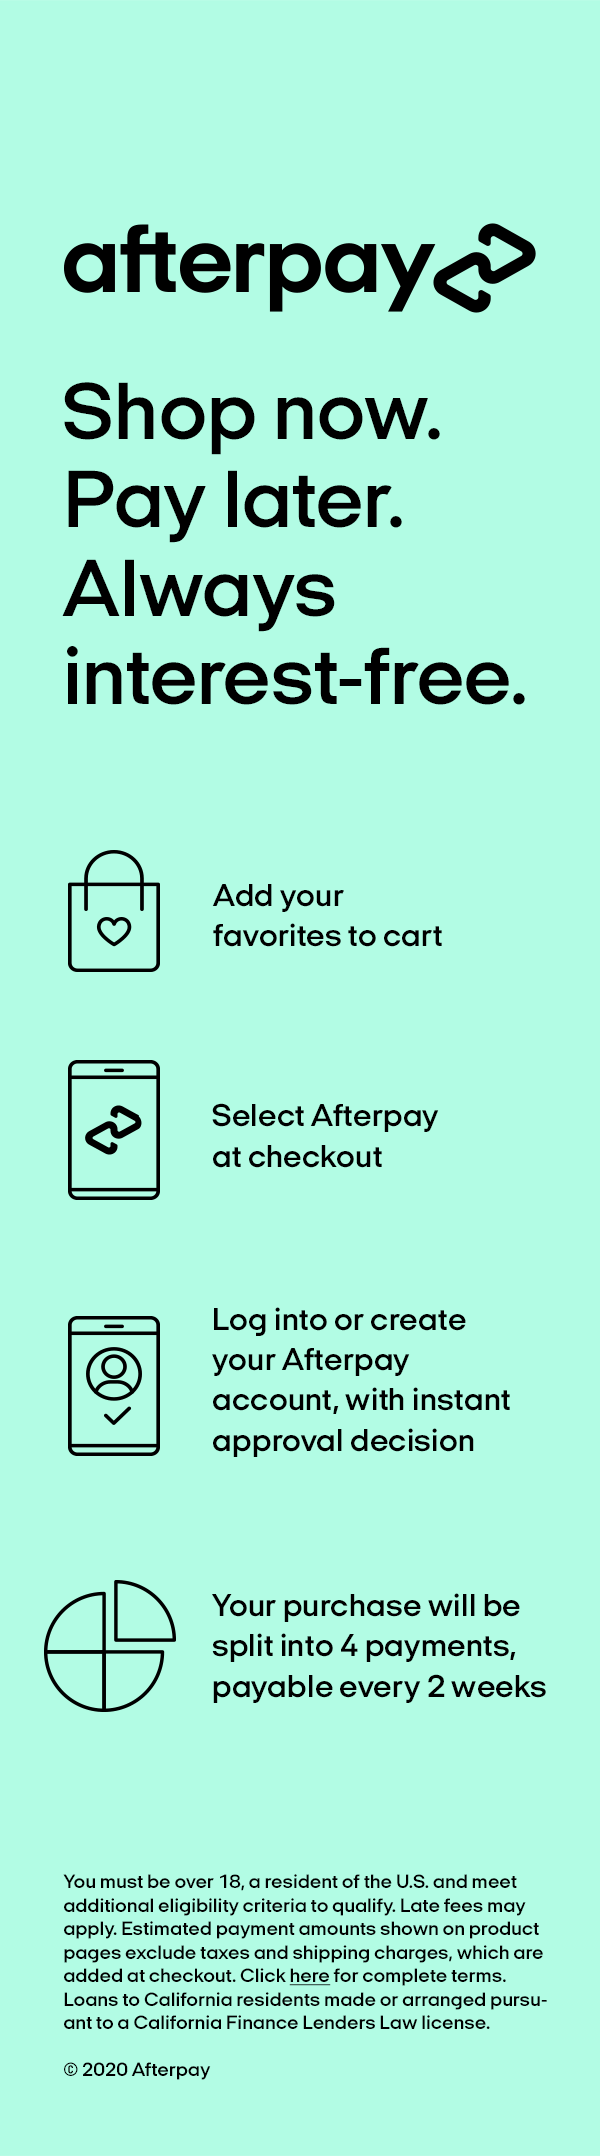 afterpay
Shop now.
Pay later.
Always
interest-free.
Add your
favorites to cart
Select Afterpay
at checkout
Log into or create
your Afterpay
account, with instant
approval decision
Your purchase will be
split into 4 payments,
payable every 2 weeks
You must be over 18, a resident of the U.S. and meet
additional eligibility criteria to qualify. Late fees may
apply. Estimated payment amounts shown on product
pages exclude taxes and shipping charges, which are
added at checkout. Click here for complete terms.
Loans to California residents made or arranged pursu-
ant to a California Finance Lenders Law license.
© 2020 Afterpay